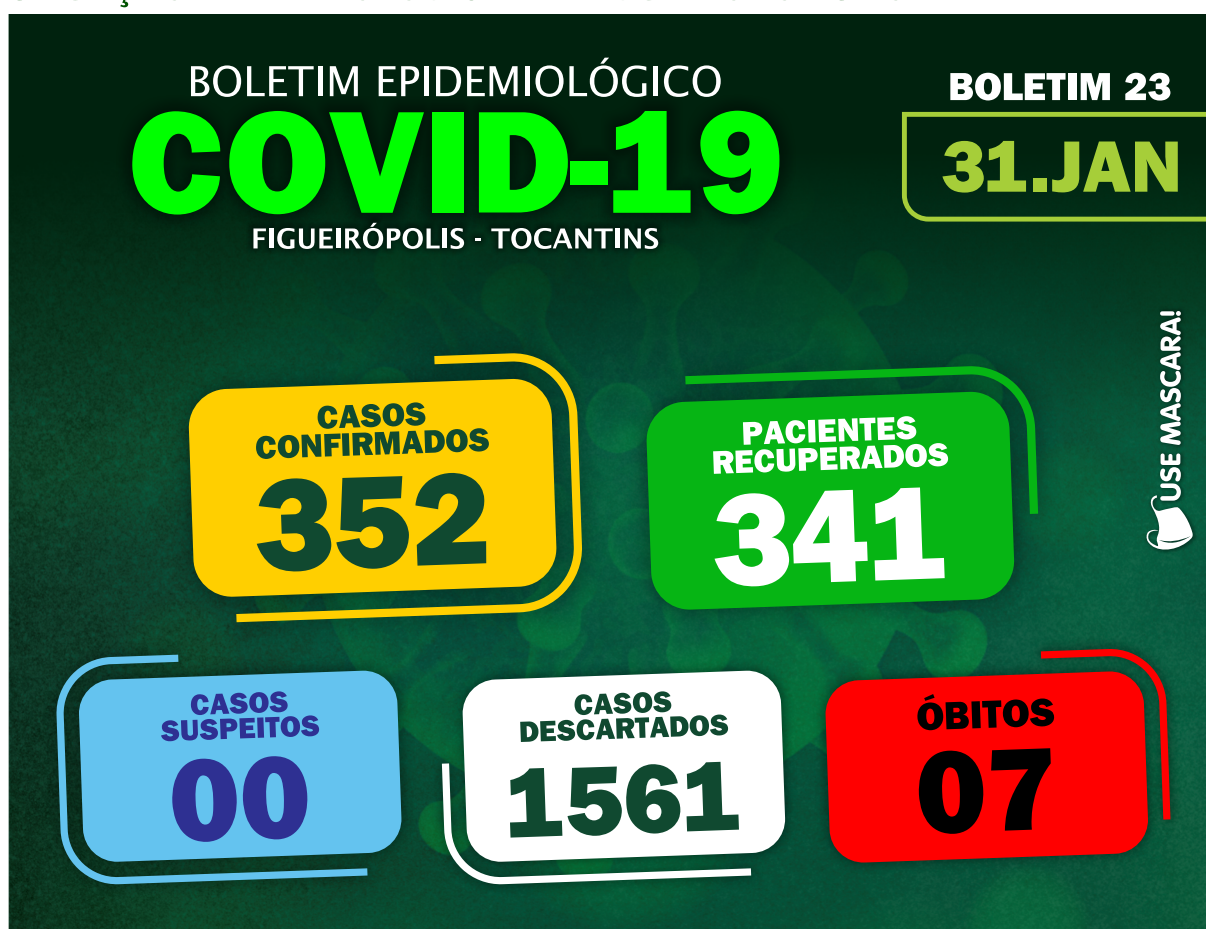 BOLETIM EPIDEMIOLÓGICO
COVID-19
FIGUEIRÓPOLIS - TOCANTINS
BOLETIM 23
31.JAN
USE MASCARA!
CASOS
CONFIRMADOS
352
PACIENTES
RECUPERADOS
341
CASOS
SUSPEITOS
00
CASOS
DESCARTADOS
1561
ÓBITOS
07